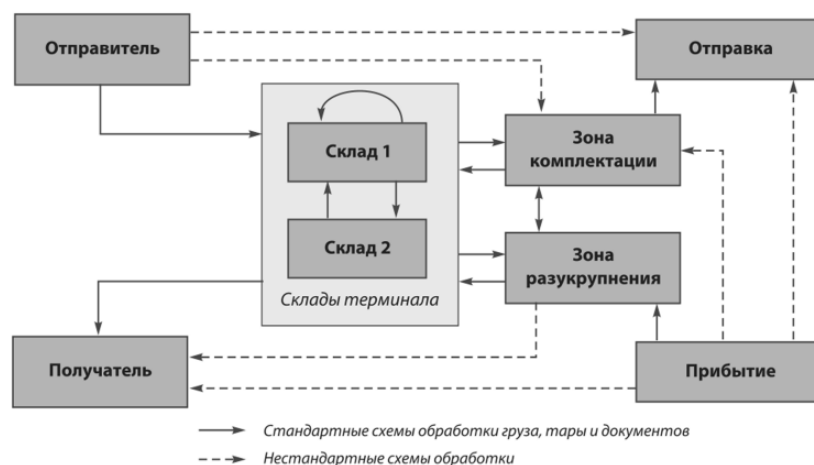 Отправитель
Отправка
Склад 1
Зона
комплектации
Склад 2
Зона
разукрупнения
Склады терминала
Получатель
Прибытие
Стандартные схемы обработки груза, тары и документов
Нестандартные схемы обработки